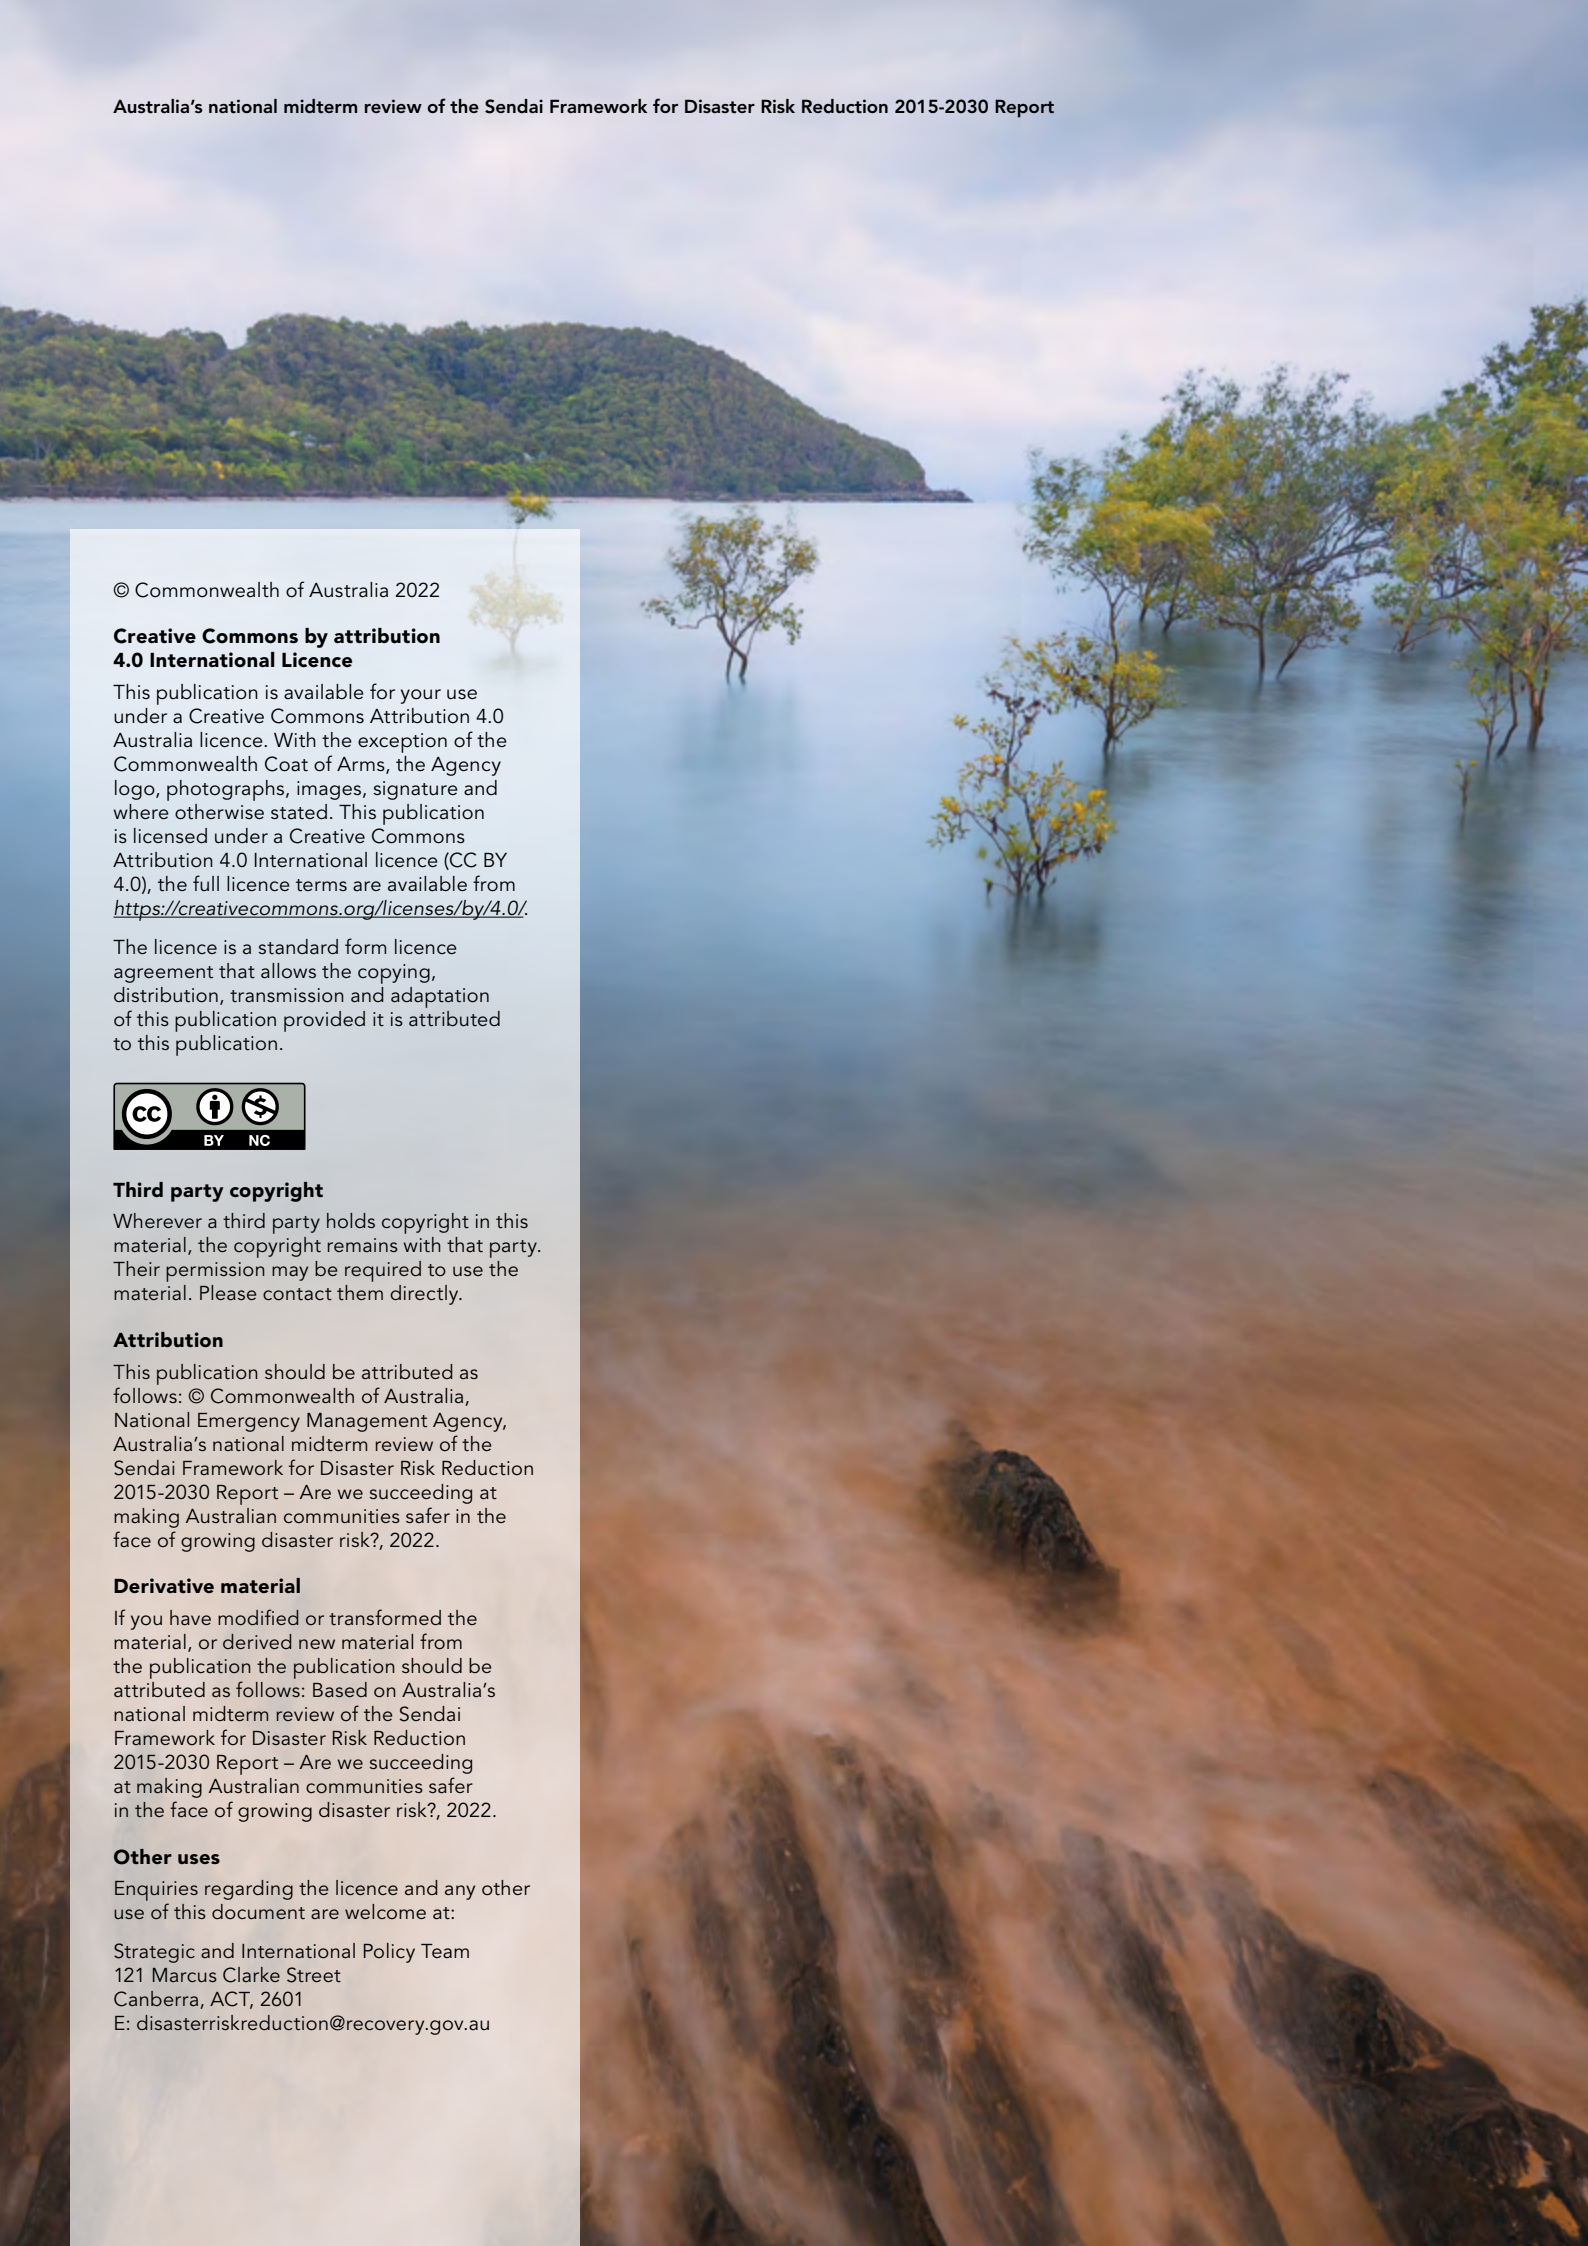 Australia's national midterm review of the Sendai Framework for Disaster Risk Reduction 2015-2030 Report
© Commonwealth of Australia 2022
Creative Commons by attribution
4.0 International Licence
This publication is available for your use
under a Creative Commons Attribution 4.0
Australia licence. With the exception of the
Commonwealth Coat of Arms, the Agency
logo, photographs, images, signature and
where otherwise stated. This publication
is licensed under a Creative Commons
Attribution 4.0 International licence (CC BY
4.0), the full licence terms are available from
https://creativecommons.org/licenses/by/4.0/.
The licence is a standard form licence
agreement that allows the copying,
distribution, transmission and adaptation
of this publication provided it is attributed
to this publication.
CC
BY NC
Third party copyright
Wherever a third party holds copyright in this
material, the copyright remains with that party.
Their permission may be required to use the
material. Please contact them directly.
Attribution
This publication should be attributed as
follows: © Commonwealth of Australia,
National Emergency Management Agency,
Australia's national midterm review of the
Sendai Framework for Disaster Risk Reduction
2015-2030 Report – Are we succeeding at
making Australian communities safer in the
face of growing disaster risk?, 2022.
Derivative material
If you have modified or transformed the
material, or derived new material from
the publication the publication should be
attributed as follows: Based on Australia's
national midterm review of the Sendai
Framework for Disaster Risk Reduction
2015-2030 Report – Are we succeeding
at making Australian communities safer
in the face of growing disaster risk?, 2022.
Other uses
Enquiries regarding the licence and any other
use of this document are welcome at:
Strategic and International Policy Team
121 Marcus Clarke Street
Canberra, ACT, 2601
E: disasterriskreduction@recovery.gov.au